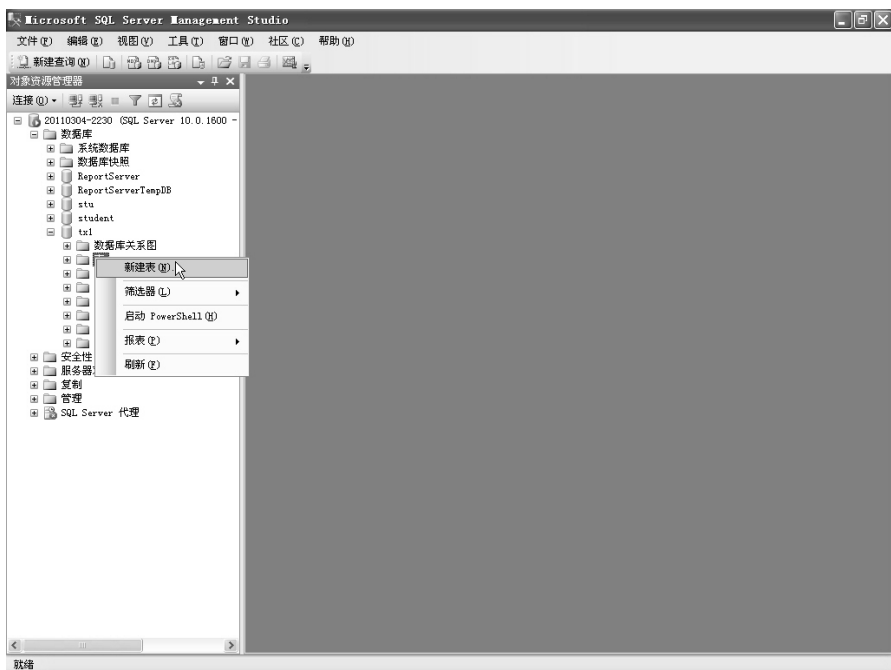 Microsoft SQL Server Management Studio
文件(F) 编辑(E) 视图(V) 工具(T) 窗口(W) 社区(C) 帮助(H)
新建查询(N)
对象资源管理器
连接(O)
20110304-2230 (SQL Server 10.0.1600 -
数据库
系统数据库
数据库快照
ReportServer
ReportServerTempDB
stu
student
tx1
数据库关系图
新建表(N)...
筛选器(L)
启动 PowerShell(H)
报表(P)
刷新(F)
安全性
服务器
复制
管理
SQL Server 代理
就绪